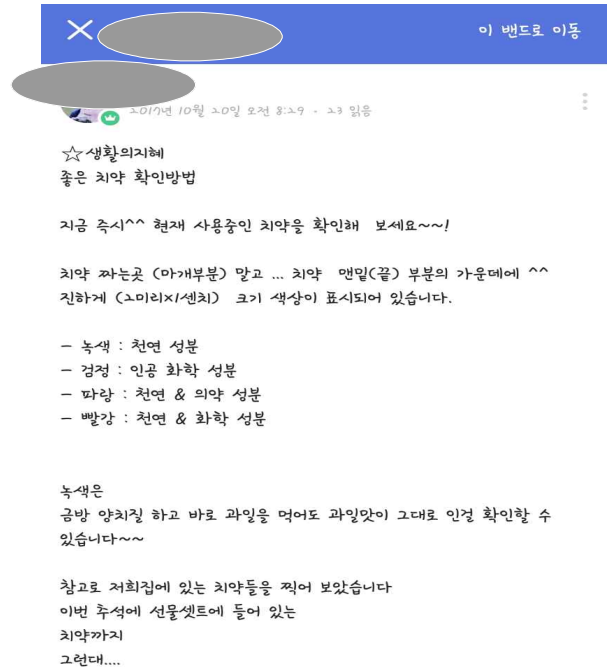 이 밴드로 이동
2017년 10월 20일 오전 8:29 · 23 읽음
☆생활의지혜
좋은 치약 확인방법
지금 즉시^^ 현재 사용중인 치약을 확인해 보세요~~!
치약 짜는곳 (마개부분) 말고 ... 치약 맨밑(끝) 부분의 가운데에 ^^
진하게 (2미리x1센치) 크기 색상이 표시되어 있습니다.
- 녹색 : 천연 성분
- 검정 : 인공 화학 성분
- 파랑 : 천연 & 의약 성분
- 빨강 : 천연 & 화학 성분
녹색은
금방 양치질 하고 바로 과일을 먹어도 과일맛이 그대로 인걸 확인할 수
있습니다~~
참고로 저희집에 있는 치약들을 찍어 보았습니다
이번 추석에 선물셋트에 들어 있는
치약까지
그런대....